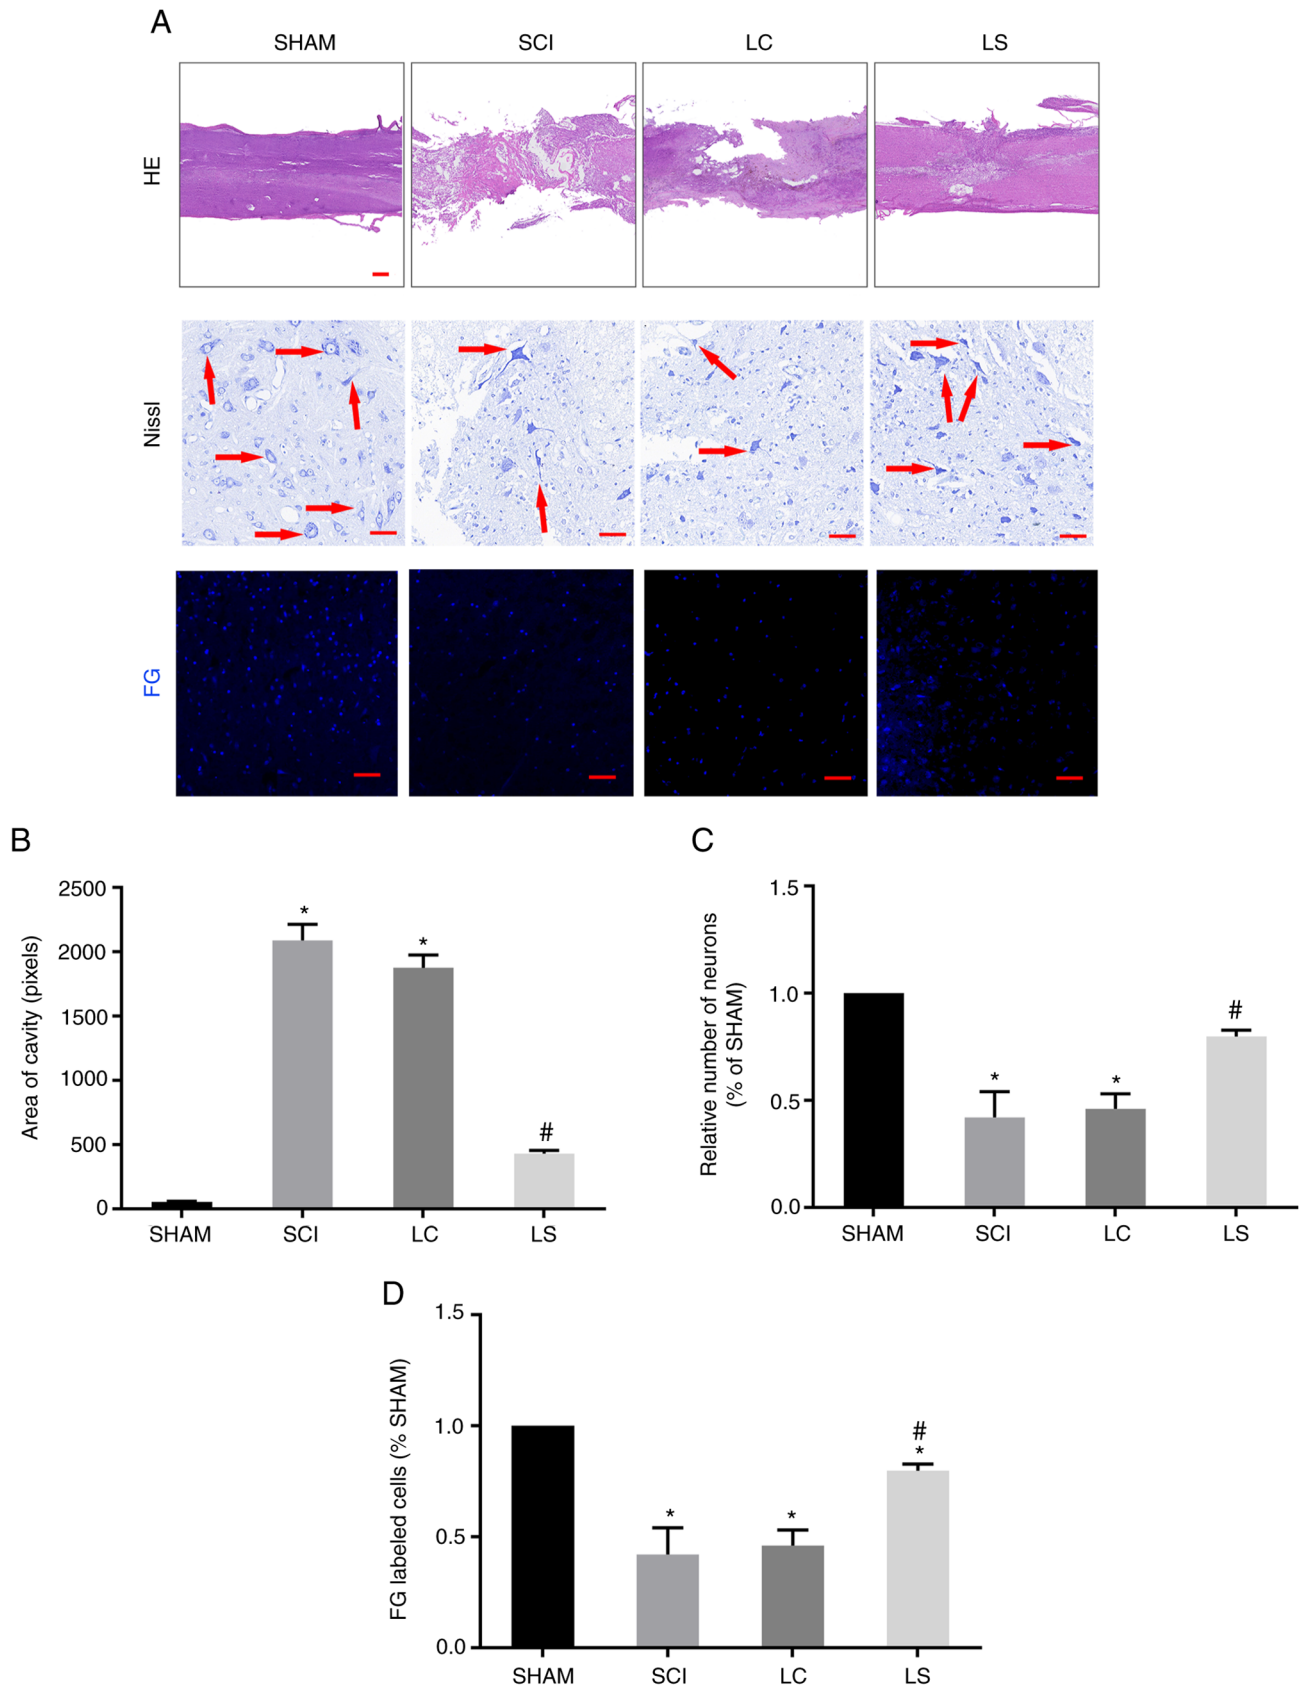 A
SHAM SCI LC LS
HE
Nissl
FG
B
Area of cavity (pixels)
2500
2000
1500
1000
500
0
*
*
#
SHAM SCI LC LS
C
Relative number of neurons
(% of SHAM)
1.5
1.0
0.5
0.0
*
*
#
SHAM SCI LC LS
D
FG labeled cells (% SHAM)
1.5
1.0
0.5
0.0
*
*
#
*
SHAM SCI LC LS